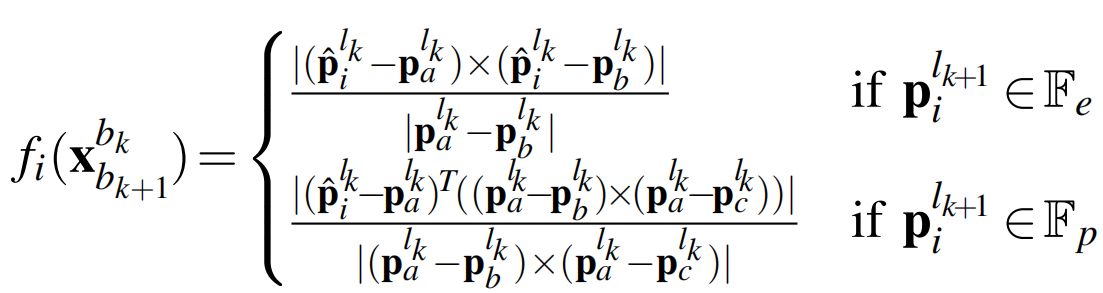 f_i(\mathbf{x}_{b_{k+1}}^{b_k}) = \begin{cases} \frac{|(\hat{\mathbf{p}}_i^{l_k} - \mathbf{p}_a^{l_k}) \times (\hat{\mathbf{p}}_i^{l_k} - \mathbf{p}_b^{l_k})|}{|\mathbf{p}_a^{l_k} - \mathbf{p}_b^{l_k}|} & \text{if } \mathbf{p}_i^{l_{k+1}} \in \mathbb{F}_e \\
\frac{|(\hat{\mathbf{p}}_i^{l_k} - \mathbf{p}_a^{l_k})^T((\mathbf{p}_a^{l_k} - \mathbf{p}_b^{l_k}) \times (\mathbf{p}_a^{l_k} - \mathbf{p}_c^{l_k}))|}{|(\mathbf{p}_a^{l_k} - \mathbf{p}_b^{l_k}) \times (\mathbf{p}_a^{l_k} - \mathbf{p}_c^{l_k})|} & \text{if } \mathbf{p}_i^{l_{k+1}} \in \mathbb{F}_p \end{cases}